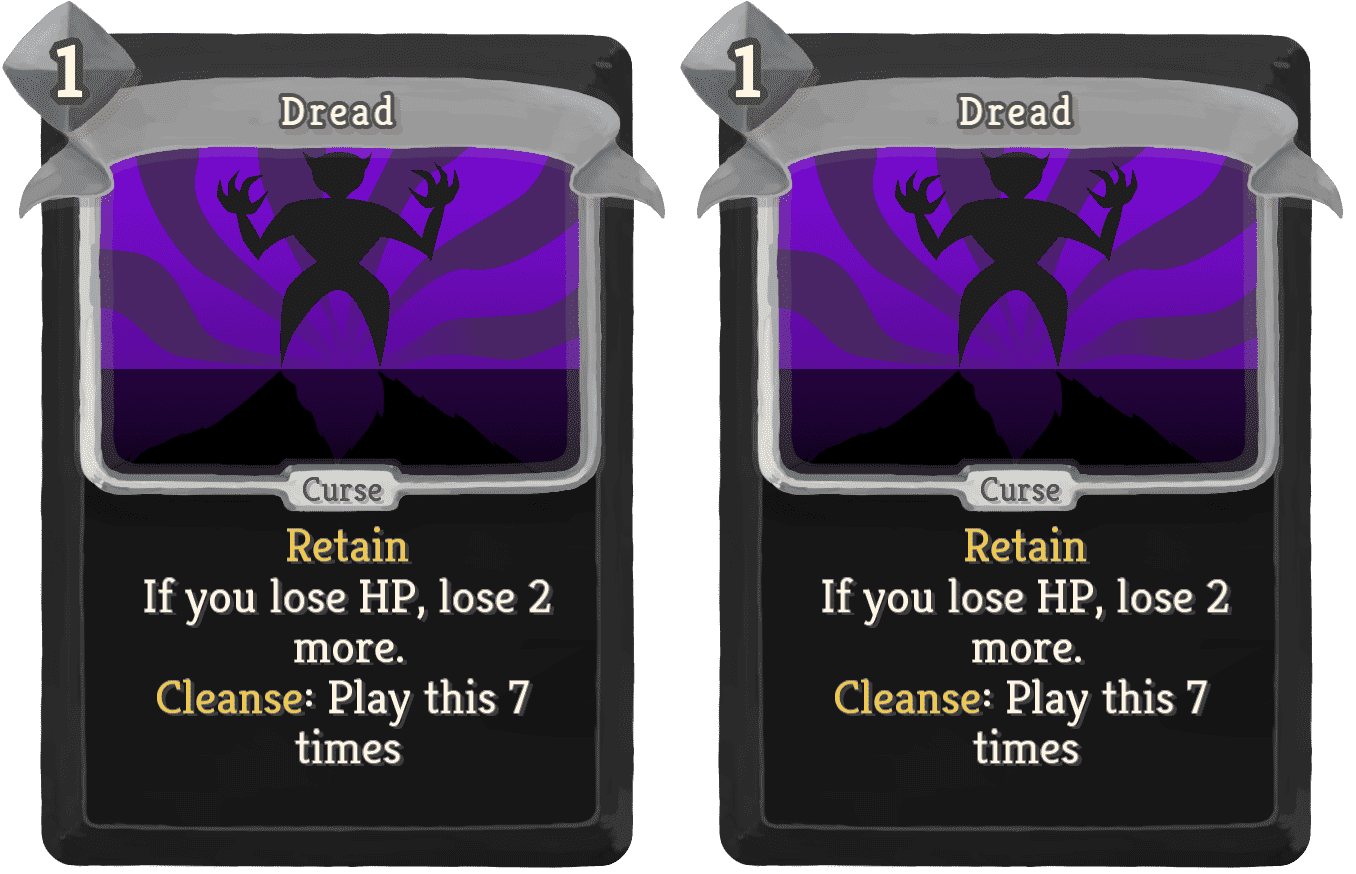 1
Dread
Curse
Retain
If you lose HP, lose 2
more.
Cleanse: Play this 7
times
1
Dread
Curse
Retain
If you lose HP, lose 2
more.
Cleanse: Play this 7
times